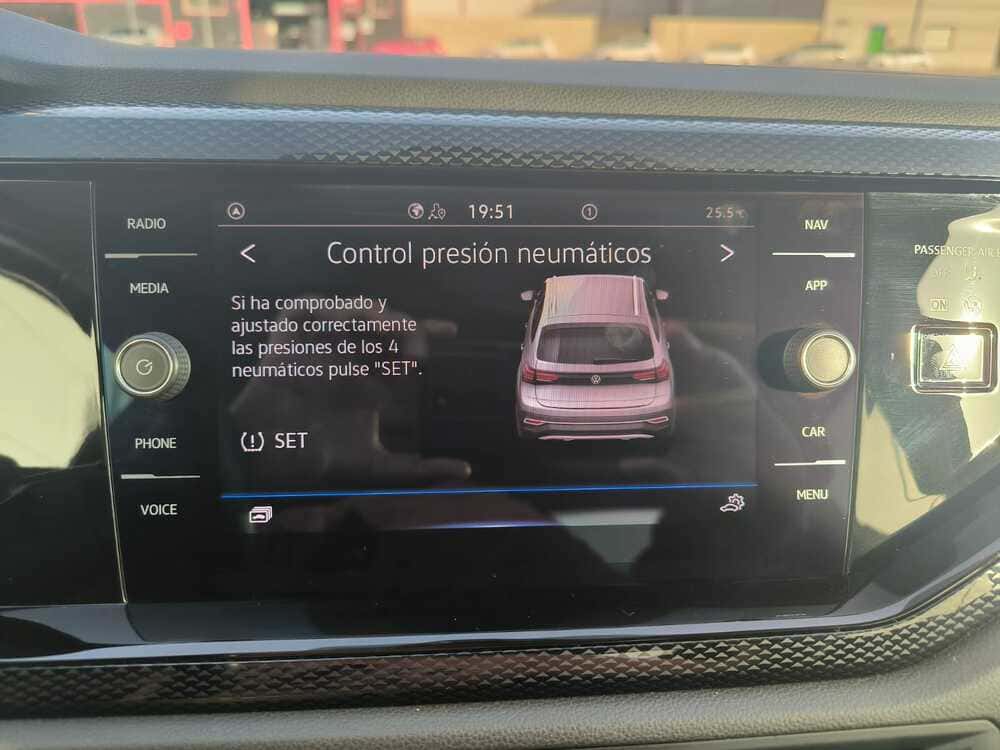 RADIO
MEDIA
PHONE
VOICE
19:51
1
25.5°C
Control presión neumáticos
Si ha comprobado y
ajustado correctamente
las presiones de los 4
neumáticos pulse "SET".
SET
NAV
APP
CAR
MENU
PASSENGER AIR
ON